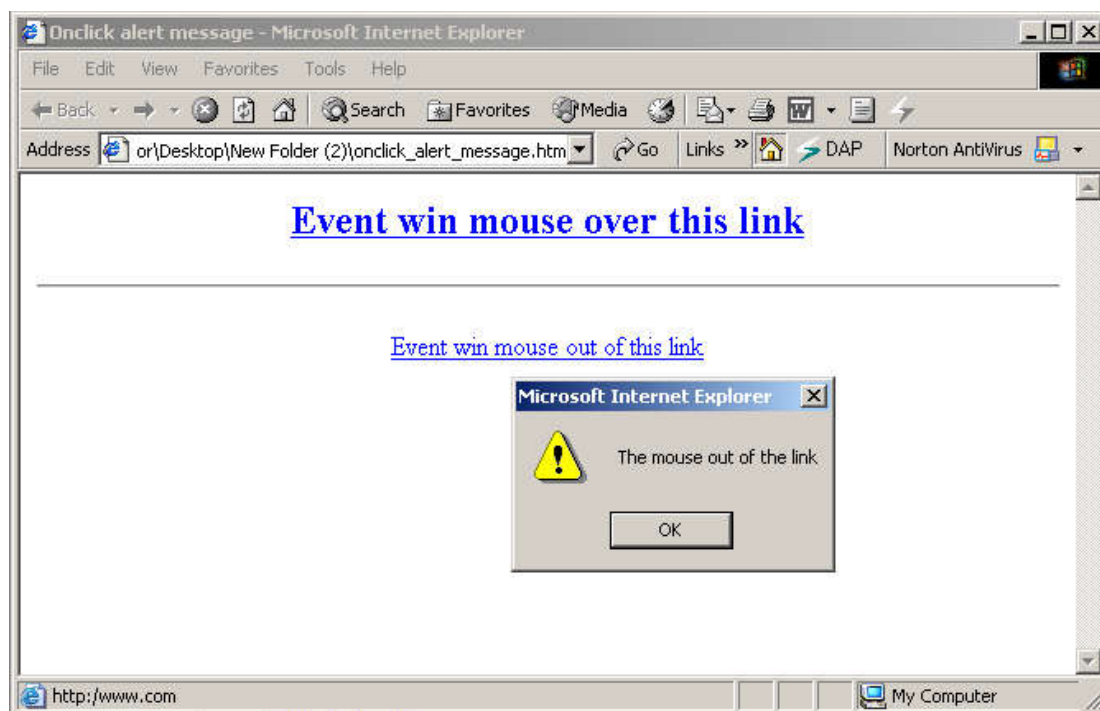 Onclick alert message - Microsoft Internet Explorer
File Edit View Favorites Tools Help
Back Search Favorites Media W
Address or\Desktop\New Folder (2)\onclick_alert_message.htm Go Links » DAP Norton AntiVirus
Event win mouse over this link
Event win mouse out of this link
Microsoft Internet Explorer
The mouse out of the link
OK
http:/www.com My Computer